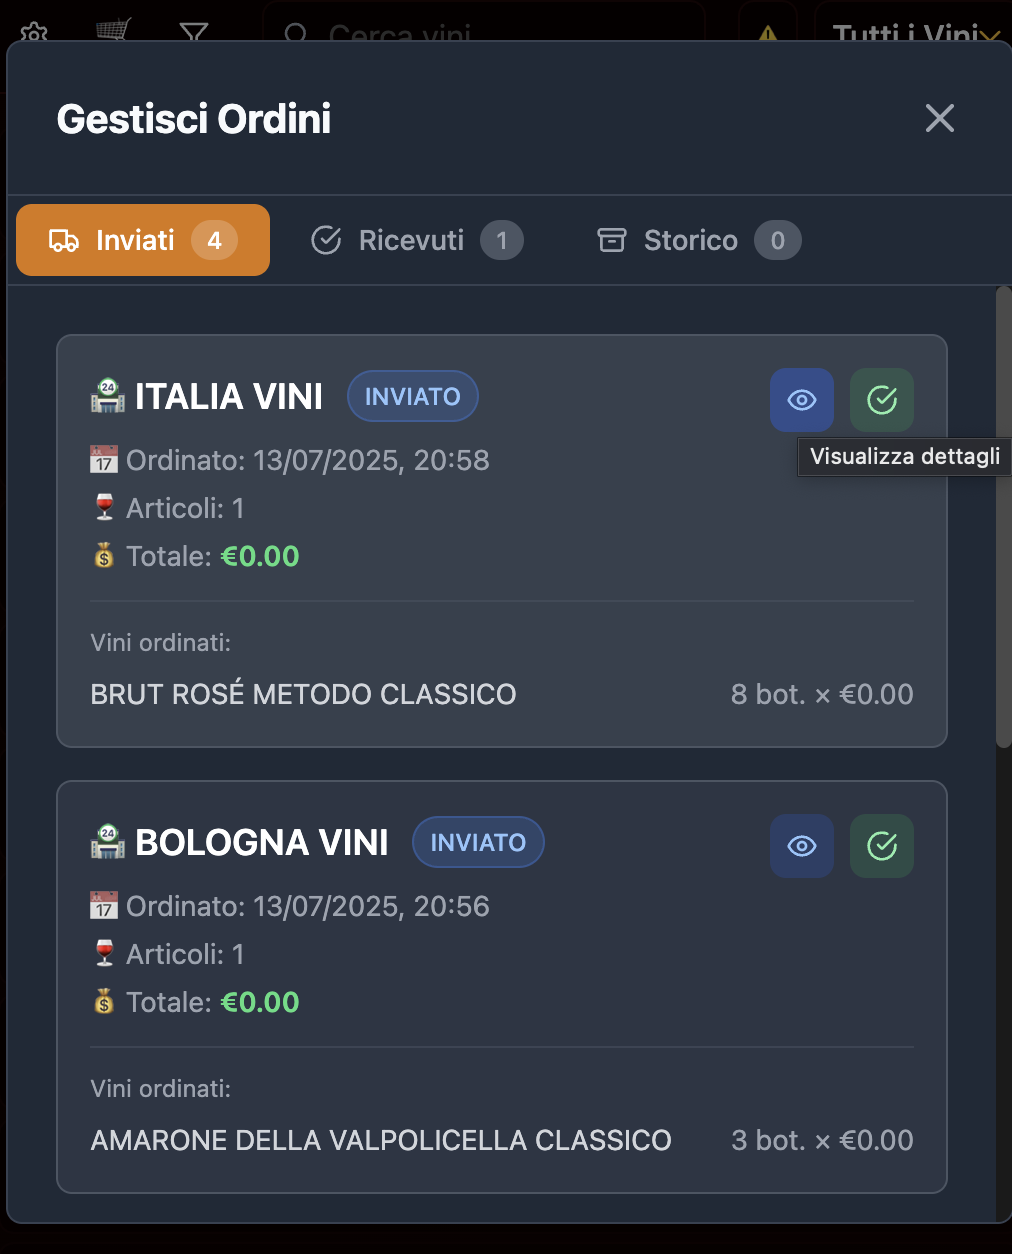 Cerca vini
Tutti i Vini
Gestisci Ordini
Inviati 4
Ricevuti 1
Storico 0
ITALIA VINI INVIATO
Ordinato: 13/07/2025, 20:58
Visualizza dettagli
Articoli: 1
Totale: €0.00
Vini ordinati:
BRUT ROSÉ METODO CLASSICO 8 bot. × €0.00
BOLOGNA VINI INVIATO
Ordinato: 13/07/2025, 20:56
Articoli: 1
Totale: €0.00
Vini ordinati:
AMARONE DELLA VALPOLICELLA CLASSICO 3 bot. × €0.00